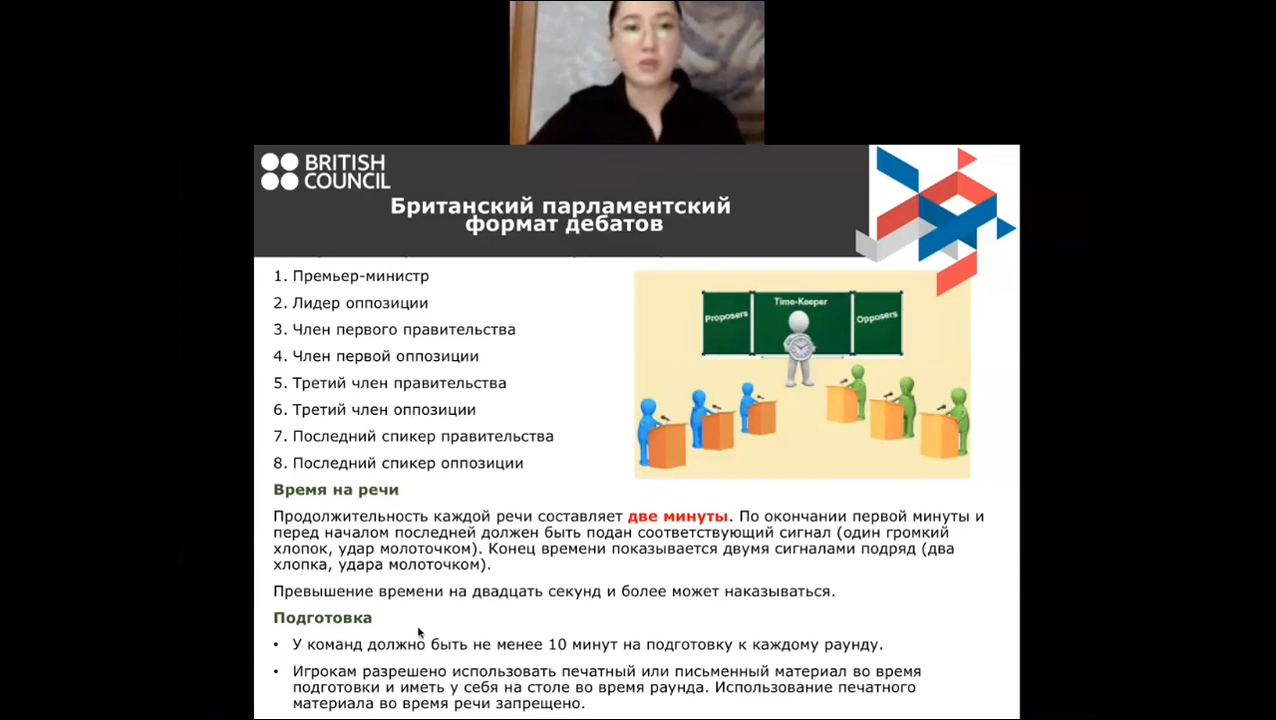 BRITISH
COUNCIL
Британский парламентский
формат дебатов
1. Премьер-министр
2. Лидер оппозиции
3. Член первого правительства
4. Член первой оппозиции
5. Третий член правительства
6. Третий член оппозиции
7. Последний спикер правительства
8. Последний спикер оппозиции
Proposers
Time-Keeper
Opposers
Время на речи
Продолжительность каждой речи составляет две минуты. По окончании первой минуты и
перед началом последней должен быть подан соответствующий сигнал (один громкий
хлопок, удар молоточком). Конец времени показывается двумя сигналами подряд (два
хлопка, удара молоточком).
Превышение времени на двадцать секунд и более может наказываться.
Подготовка
• У команд должно быть не менее 10 минут на подготовку к каждому раунду.
• Игрокам разрешено использовать печатный или письменный материал во время
подготовки и иметь у себя на столе во время раунда. Использование печатного
материала во время речи запрещено.